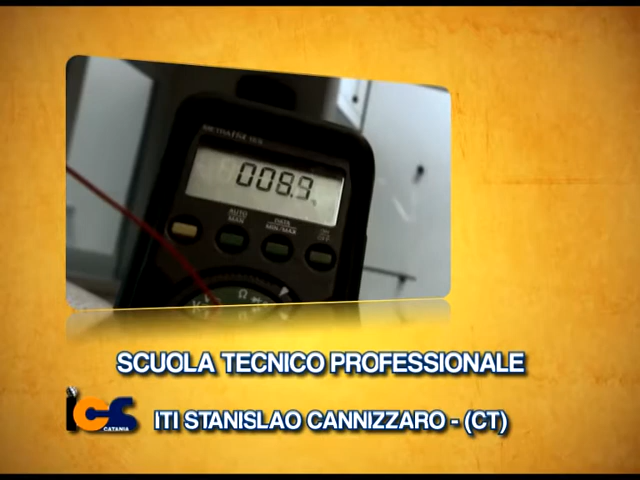 008.9
AUTO
MAN
DATA
MIN/MAX
SCUOLA TECNICO PROFESSIONALE
ICS
CATANIA
ITI STANISLAO CANNIZZARO - (CT)